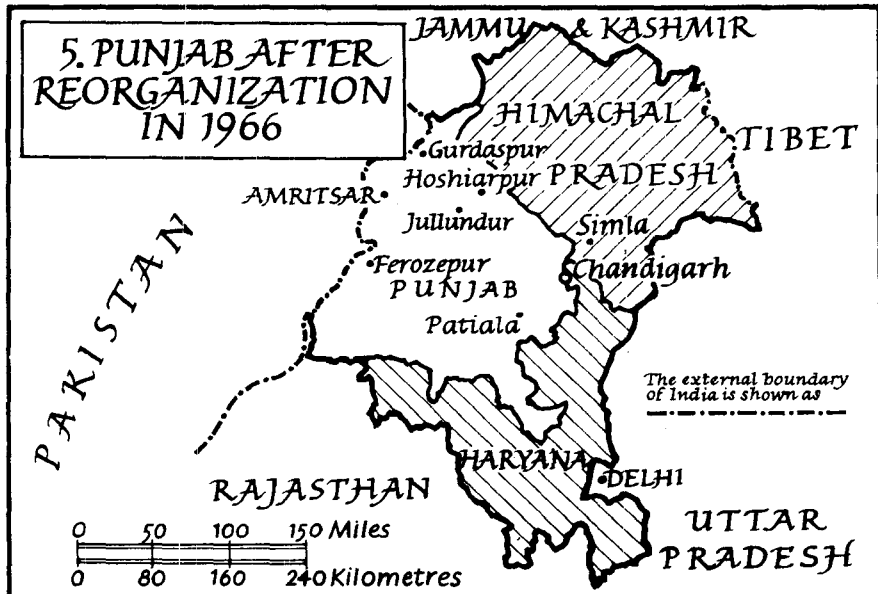 5. PUNJAB AFTER
REORGANIZATION
IN 1966
JAMMU & KASHMIR
HIMACHAL
PRADESH
TIBET
Gurdaspur
Hoshiarpur
AMRITSAR
Jullundur
Simla
Chandigarh
Ferozepur
PUNJAB
Patiala
PAKISTAN
The external boundary
of India is shown as
HARYANA
DELHI
RAJASTHAN
UTTAR
PRADESH
0 50 100 150 Miles
0 80 160 240 Kilometres